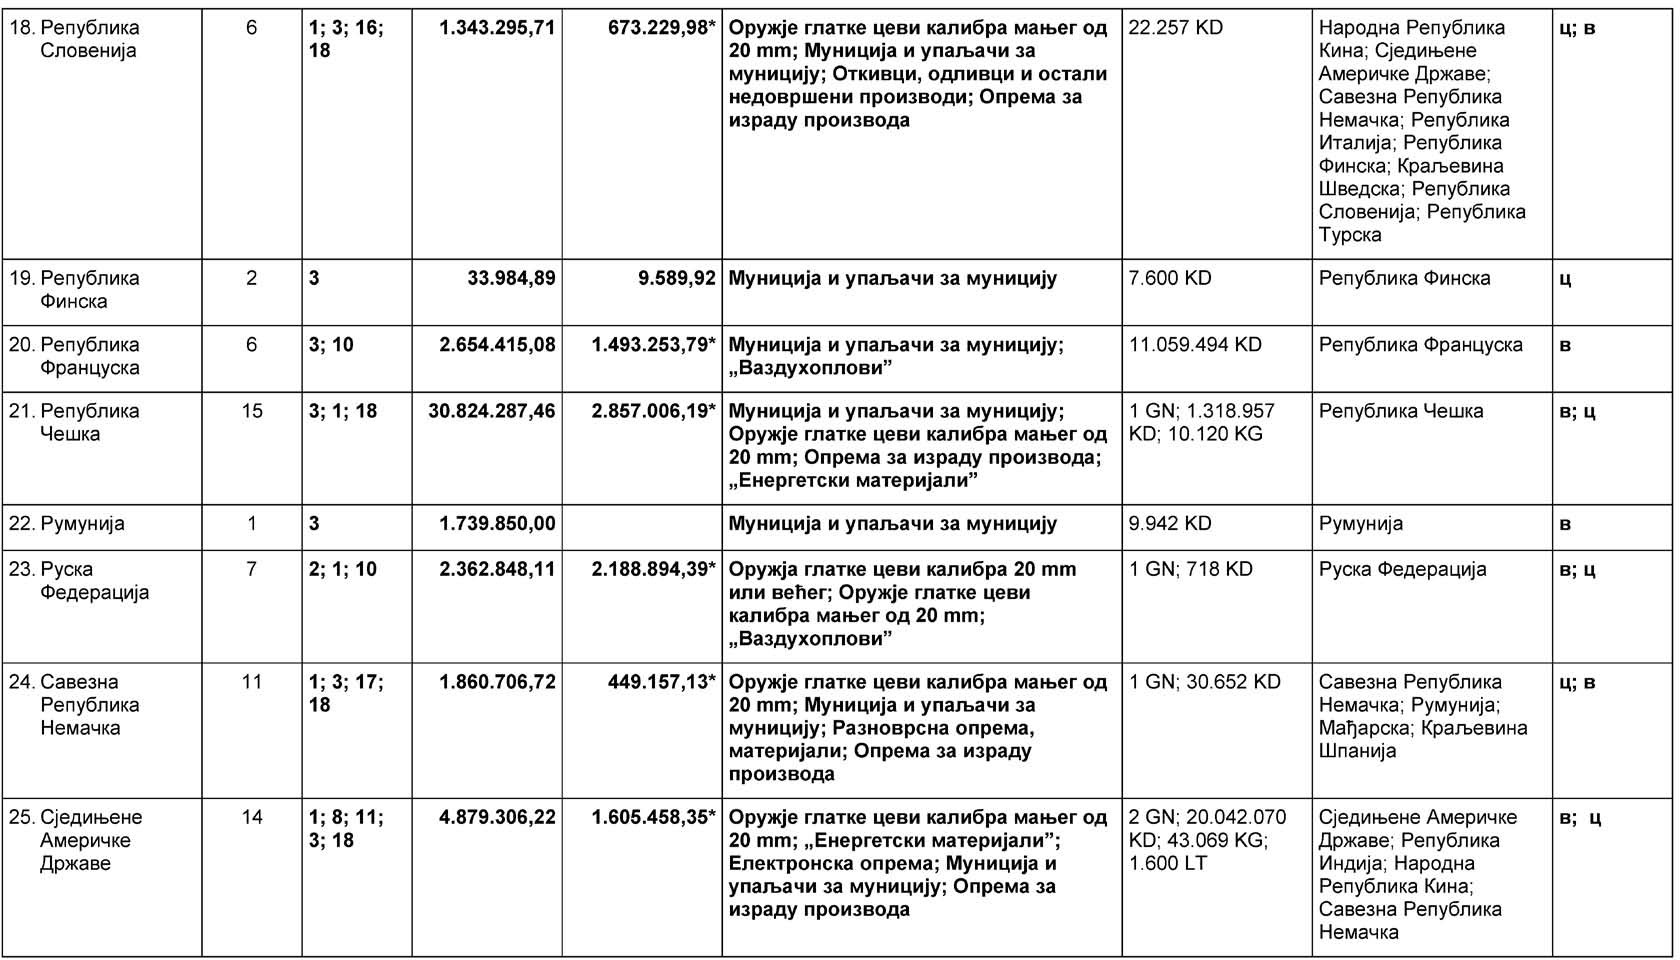 18. Република Словенија | 6 | 1; 3; 16; 18 | 1.343.295,71 | 673.229,98* | Оружје глатке цеви калибра мањег од 20 mm; Муниција и упаљачи за муницију; Откивци, одливци и остали недовршени производи; Опрема за израду производа | 22.257 KD | Народна Република Кина; Сједињене Америчке Државе; Савезна Република Немачка; Република Италија; Република Финска; Краљевина Шведска; Република Словенија; Република Турска | ц; в
19. Република Финска | 2 | 3 | 33.984,89 | 9.589,92 | Муниција и упаљачи за муницију | 7.600 KD | Република Финска | ц
20. Република Француска | 6 | 3; 10 | 2.654.415,08 | 1.493.253,79* | Муниција и упаљачи за муницију; „Ваздухоплови” | 11.059.494 KD | Република Француска | в
21. Република Чешка | 15 | 3; 1; 18 | 30.824.287,46 | 2.857.006,19* | Муниција и упаљачи за муницију; Оружје глатке цеви калибра мањег од 20 mm; Опрема за израду производа; „Енергетски материјали” | 1 GN; 1.318.957 KD; 10.120 KG | Република Чешка | в; ц
22. Румунија | 1 | 3 | 1.739.850,00 | | Муниција и упаљачи за муницију | 9.942 KD | Румунија | в
23. Руска Федерација | 7 | 2; 1; 10 | 2.362.848,11 | 2.188.894,39* | Оружја глатке цеви калибра 20 mm или већег; Оружје глатке цеви калибра мањег од 20 mm; „Ваздухоплови” | 1 GN; 718 KD | Руска Федерација | в; ц
24. Савезна Република Немачка | 11 | 1; 3; 17; 18 | 1.860.706,72 | 449.157,13* | Оружје глатке цеви калибра мањег од 20 mm; Муниција и упаљачи за муницију; Разноврсна опрема, материјали; Опрема за израду производа | 1 GN; 30.652 KD | Савезна Република Немачка; Румунија; Мађарска; Краљевина Шпанија | ц; в
25. Сједињене Америчке Државе | 14 | 1; 8; 11; 3; 18 | 4.879.306,22 | 1.605.458,35* | Оружје глатке цеви калибра мањег од 20 mm; „Енергетски материјали”; Електронска опрема; Муниција и упаљачи за муницију; Опрема за израду производа | 2 GN; 20.042.070 KD; 43.069 KG; 1.600 LT | Сједињене Америчке Државе; Република Индија; Народна Република Кина; Савезна Република Немачка | в; ц